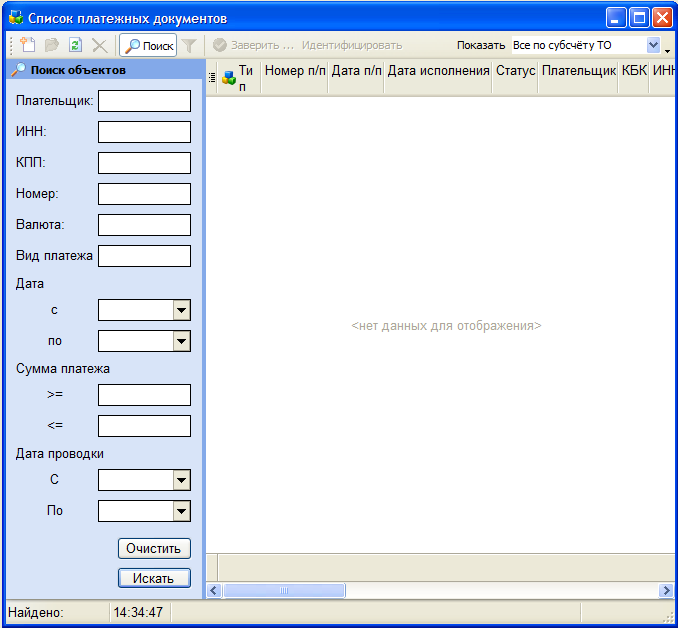 Список платежных документов
Поиск
Заверить ...
Идентифицировать
Показать
Все по субсчёту ТО
Поиск объектов
Плательщик:
ИНН:
КПП:
Номер:
Валюта:
Вид платежа
Дата
с
по
Сумма платежа
>=
<=
Дата проводки
С
По
Очистить
Искать
Ти
п
Номер п/п
Дата п/п
Дата исполнения
Статус
Плательщик
КБК
ИНН
<нет данных для отображения>
Найдено:
14:34:47